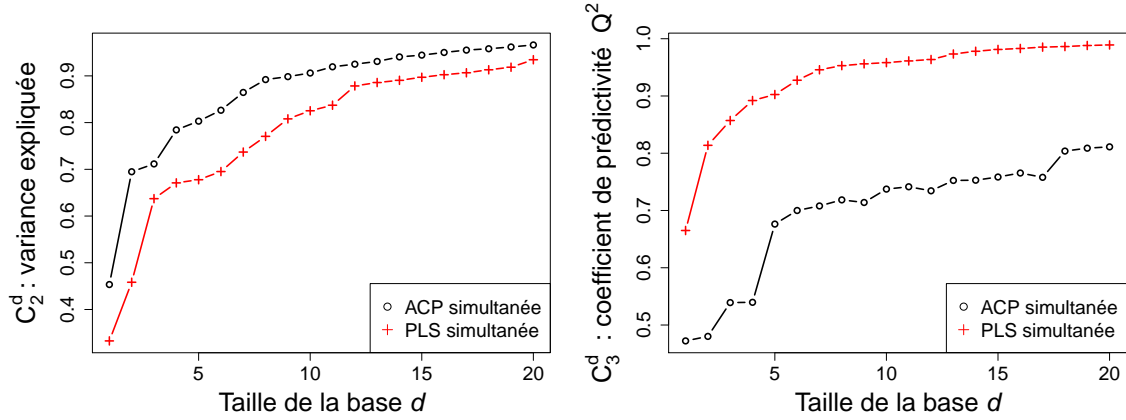 C₂ᵈ : variance expliquée
0.4 0.5 0.6 0.7 0.8 0.9
ACP simultanée
PLS simultanée
5 10 15 20
Taille de la base d
C₃ᵈ : coefficient de prédictivité Q²
0.5 0.6 0.7 0.8 0.9 1.0
ACP simultanée
PLS simultanée
5 10 15 20
Taille de la base d